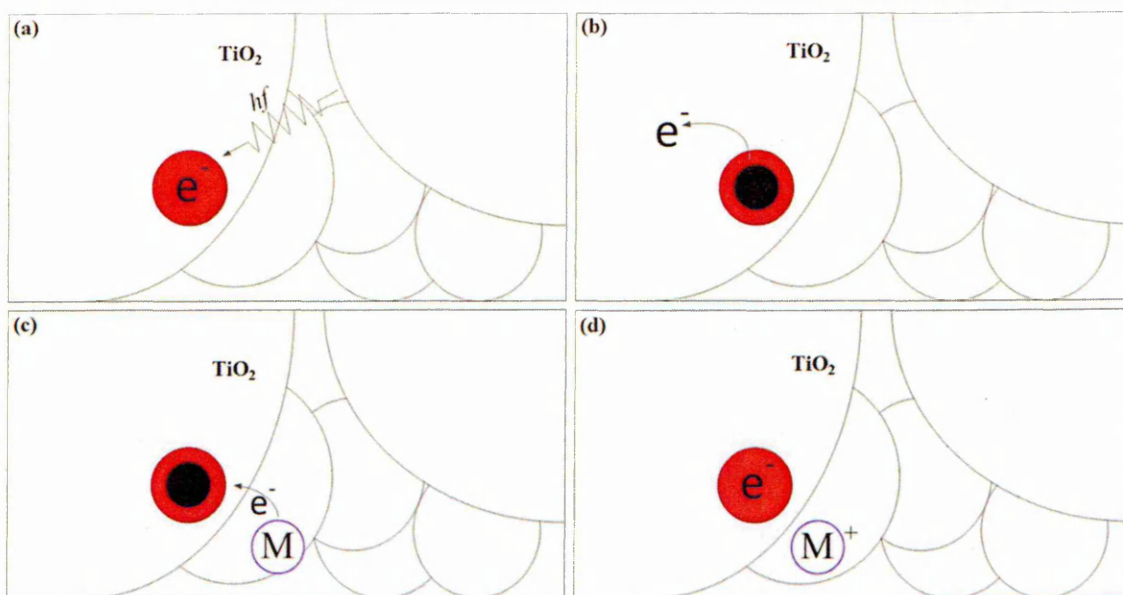 (a)
TiO₂
hf
e⁻
(b)
TiO₂
e⁻
(c)
TiO₂
e⁻
M
(d)
TiO₂
e⁻
M⁺